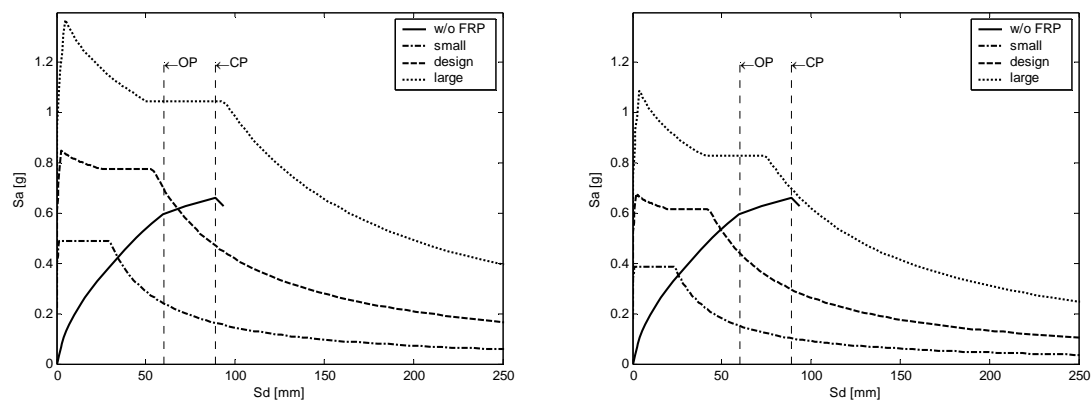 w/o FRP
small
design
large
←OP
←CP
Sa [g]
1.2
1
0.8
0.6
0.4
0.2
0
0 50 100 150 200 250
Sd [mm]
w/o FRP
small
design
large
←OP
←CP
Sa [g]
1.2
1
0.8
0.6
0.4
0.2
0
0 50 100 150 200 250
Sd [mm]